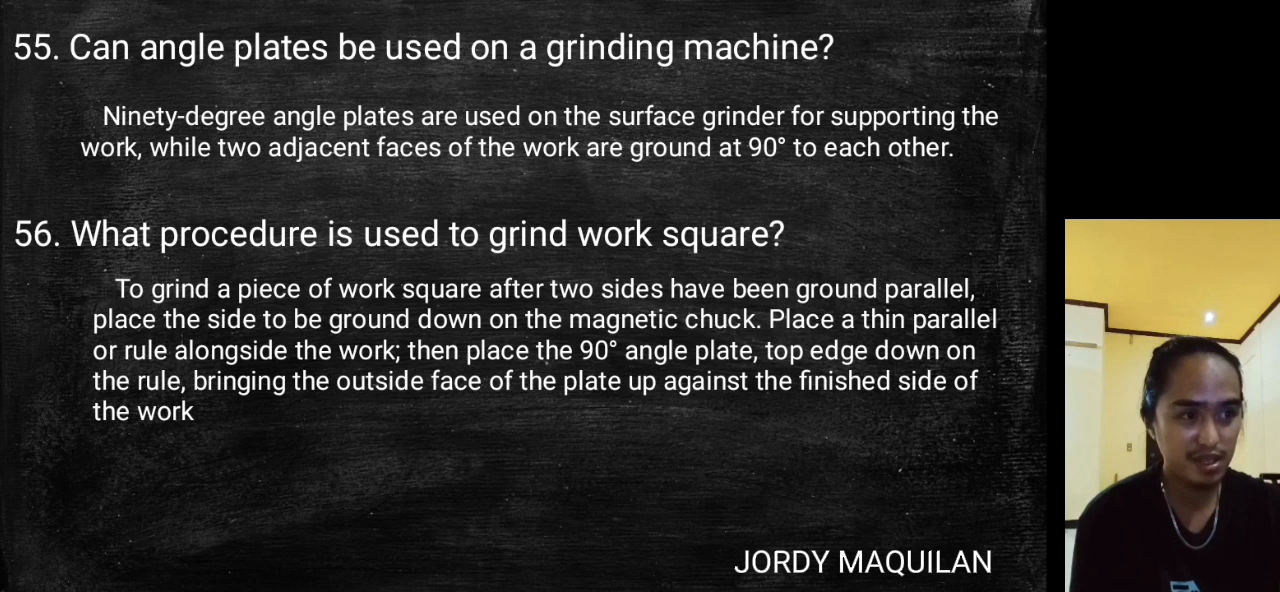 55. Can angle plates be used on a grinding machine?
Ninety-degree angle plates are used on the surface grinder for supporting the
work, while two adjacent faces of the work are ground at 90° to each other.
56. What procedure is used to grind work square?
To grind a piece of work square after two sides have been ground parallel,
place the side to be ground down on the magnetic chuck. Place a thin parallel
or rule alongside the work; then place the 90° angle plate, top edge down on
the rule, bringing the outside face of the plate up against the finished side of
the work
JORDY MAQUILAN